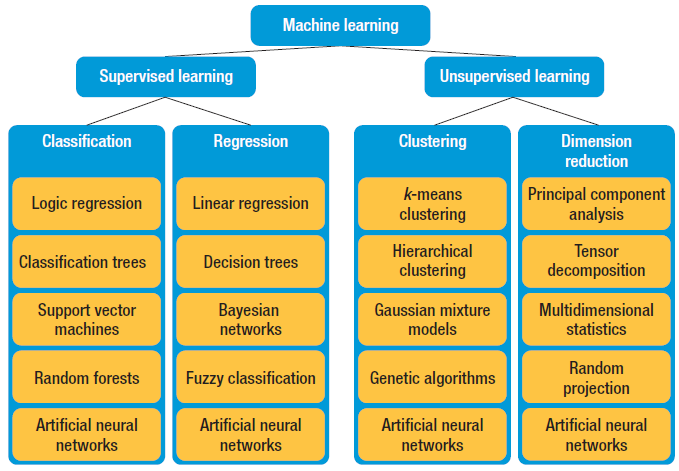 Machine learning
Supervised learning
Unsupervised learning
Classification
Logic regression
Classification trees
Support vector
machines
Random forests
Artificial neural
networks
Regression
Linear regression
Decision trees
Bayesian
networks
Fuzzy classification
Artificial neural
networks
Clustering
k-means
clustering
Hierarchical
clustering
Gaussian mixture
models
Genetic algorithms
Artificial neural
networks
Dimension
reduction
Principal component
analysis
Tensor
decomposition
Multidimensional
statistics
Random
projection
Artificial neural
networks